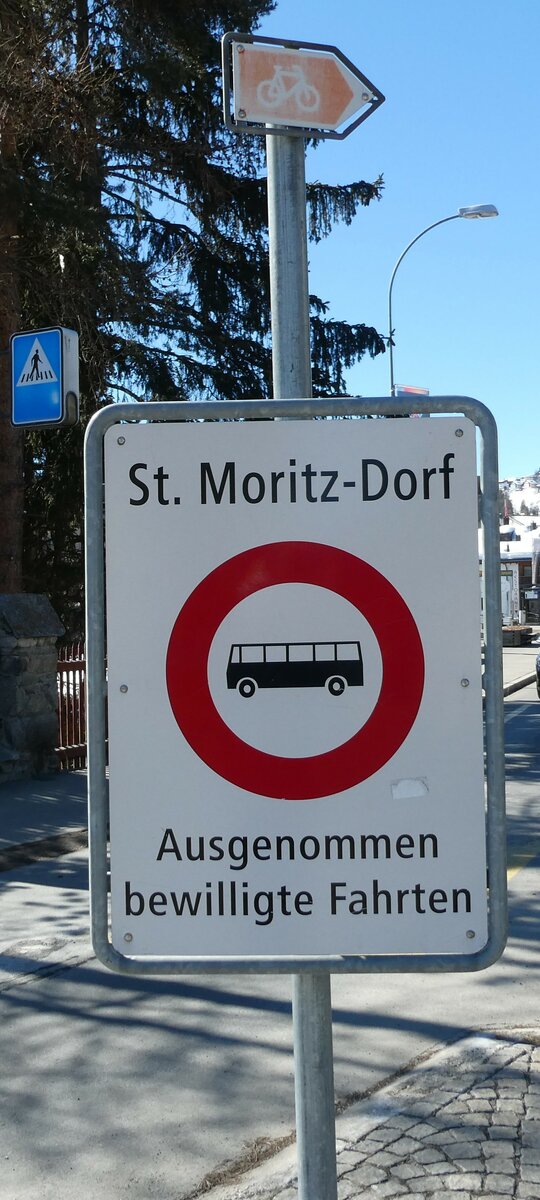 St. Moritz-Dorf
Ausgenommen
bewilligte Fahrten